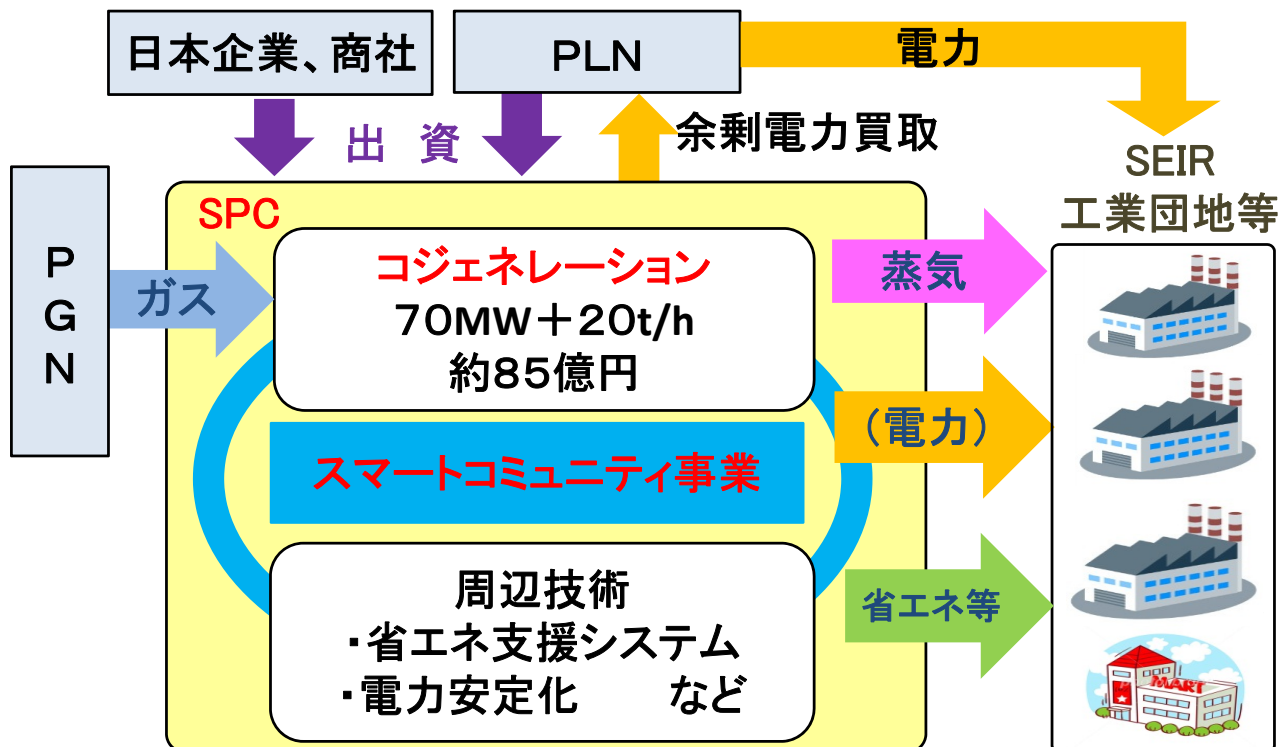 日本企業、商社
PLN
電力
出 資
余剰電力買取
SEIR
工業団地等
PGN
ガス
SPC
コジェネレーション
70MW＋20t/h
約85億円
スマートコミュニティ事業
周辺技術
・省エネ支援システム
・電力安定化 など
蒸気
（電力）
省エネ等
MART
H